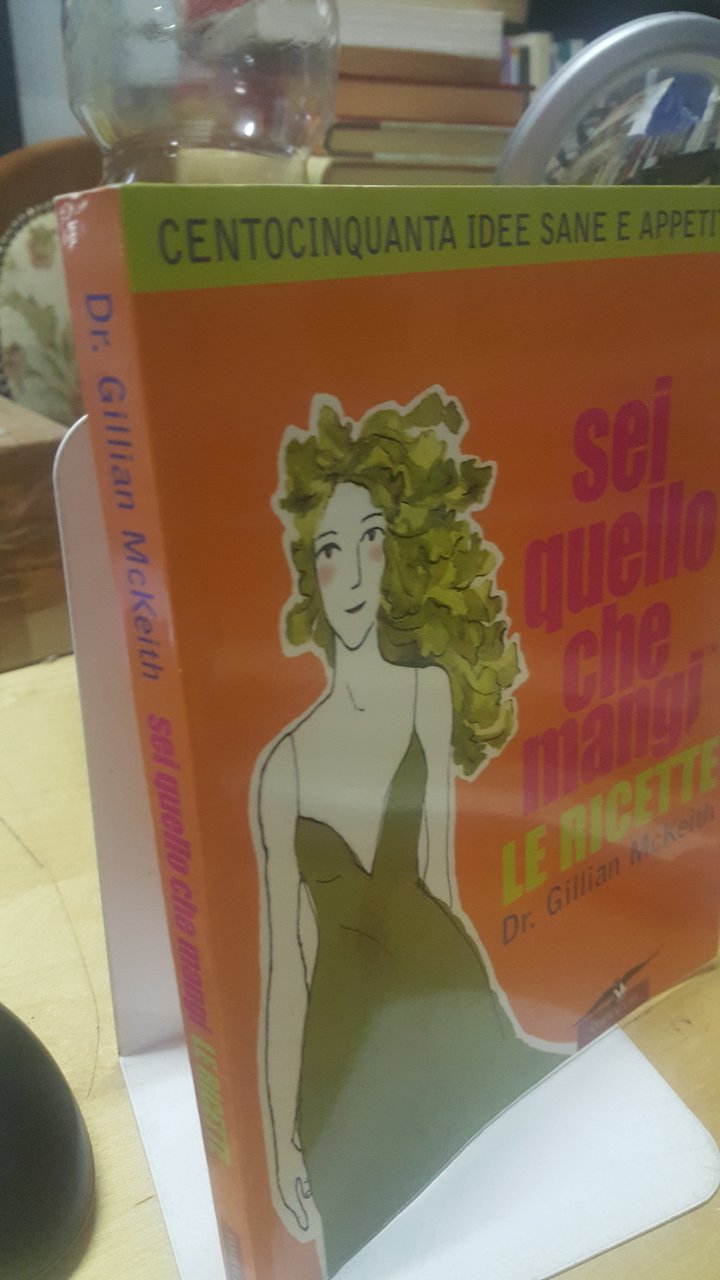 CENTOCINQUANTA IDEE SANE E APPETI
sei
quello
che
mangi
LE RICETTE
Dr. Gillian McKeith
Dr. Gillian McKeith sei quello che mangi LE RICETTE